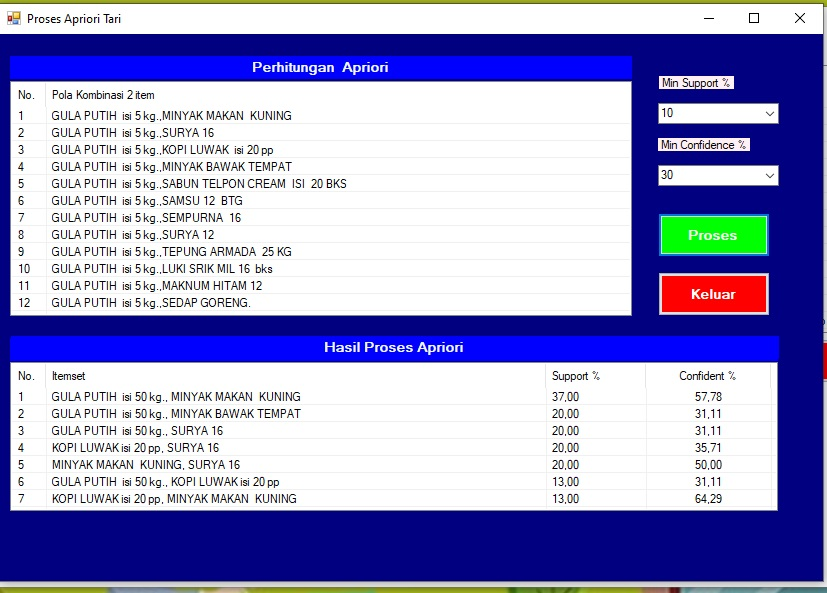 Proses Apriori Tari
Perhitungan Apriori
No. Pola Kombinasi 2 item
1 GULA PUTIH isi 5 kg.,MINYAK MAKAN KUNING
2 GULA PUTIH isi 5 kg.,SURYA 16
3 GULA PUTIH isi 5 kg.,KOPI LUWAK isi 20 pp
4 GULA PUTIH isi 5 kg.,MINYAK BAWAK TEMPAT
5 GULA PUTIH isi 5 kg.,SABUN TELPON CREAM ISI 20 BKS
6 GULA PUTIH isi 5 kg.,SAMSU 12 BTG
7 GULA PUTIH isi 5 kg.,SEMPURNA 16
8 GULA PUTIH isi 5 kg.,SURYA 12
9 GULA PUTIH isi 5 kg.,TEPUNG ARMADA 25 KG
10 GULA PUTIH isi 5 kg.,LUKI SRIK MIL 16 bks
11 GULA PUTIH isi 5 kg.,MAKNUM HITAM 12
12 GULA PUTIH isi 5 kg.,SEDAP GORENG.
Min Support %
10
Min Confidence %
30
Proses
Keluar
Hasil Proses Apriori
No. Itemset Support % Confident %
1 GULA PUTIH isi 50 kg., MINYAK MAKAN KUNING 37,00 57,78
2 GULA PUTIH isi 50 kg., MINYAK BAWAK TEMPAT 20,00 31,11
3 GULA PUTIH isi 50 kg., SURYA 16 20,00 31,11
4 KOPI LUWAK isi 20 pp, SURYA 16 20,00 35,71
5 MINYAK MAKAN KUNING, SURYA 16 20,00 50,00
6 GULA PUTIH isi 50 kg., KOPI LUWAK isi 20 pp 13,00 31,11
7 KOPI LUWAK isi 20 pp, MINYAK MAKAN KUNING 13,00 64,29